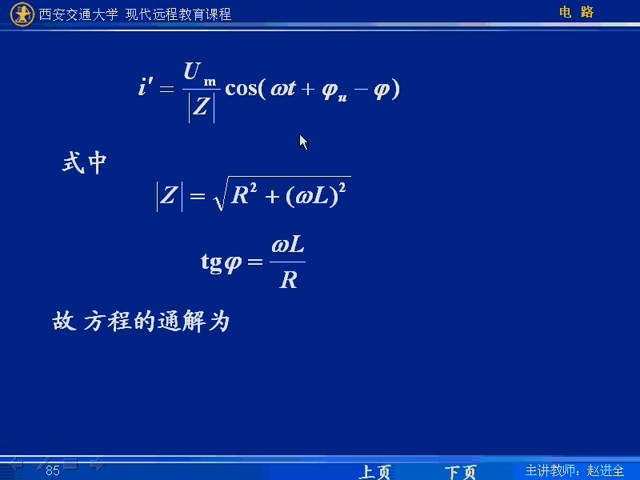 西安交通大学 现代远程教育课程
电 路
i′ = U_m/|Z| cos(ωt + φ_u − φ)
式中
|Z| = √(R² + (ωL)²)
tgφ = ωL/R
故 方程的通解为
85
上页
下页
主讲教师：赵进全